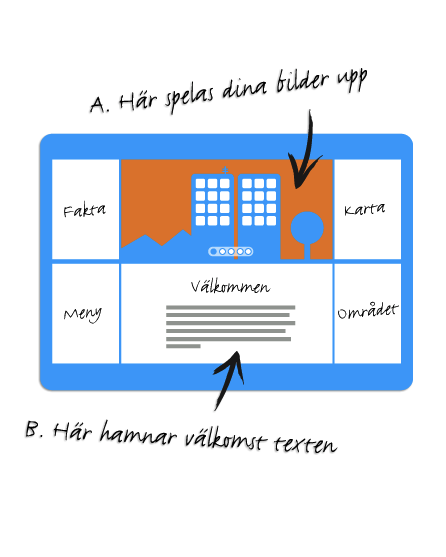 A. Här spelas dina bilder upp
Fakta
Karta
Välkommen
Meny
Området
B. Här hamnar välkomst texten